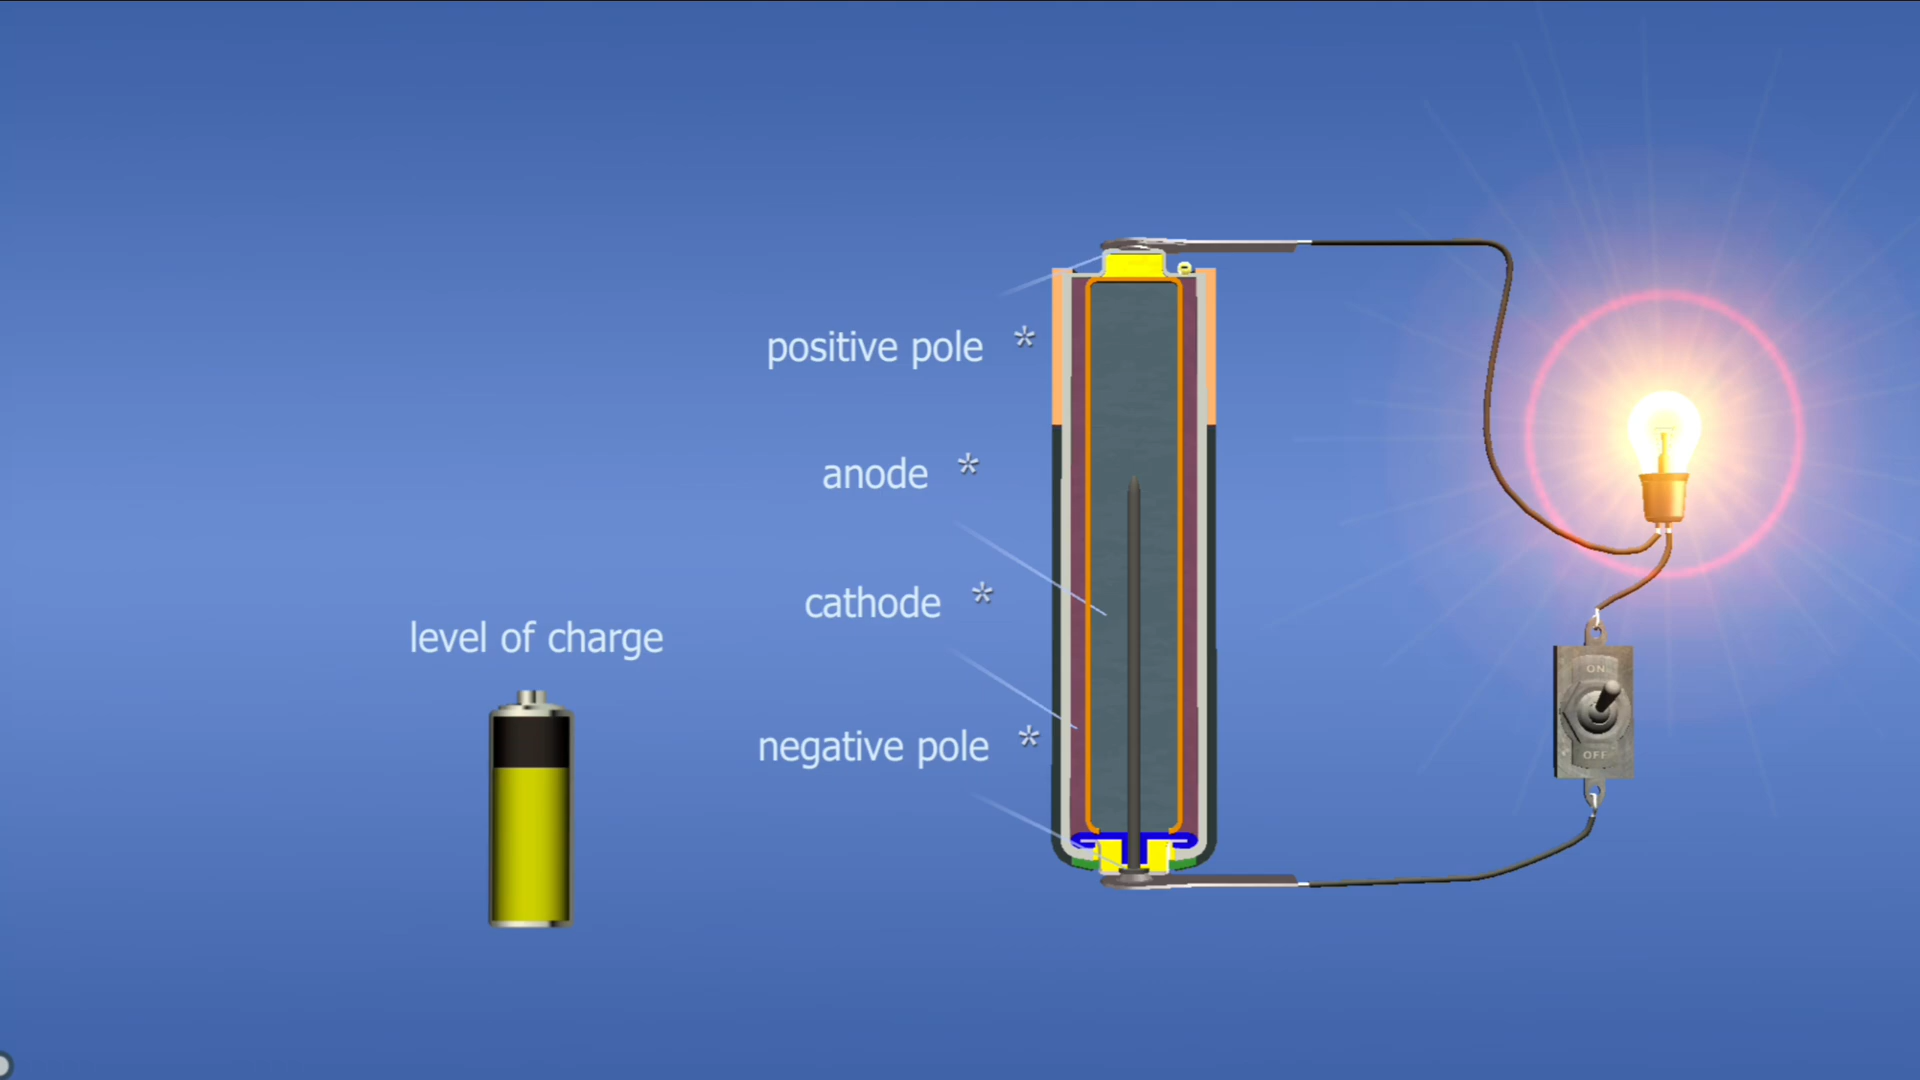 positive pole *
anode *
cathode *
level of charge
negative pole *
ON
OFF